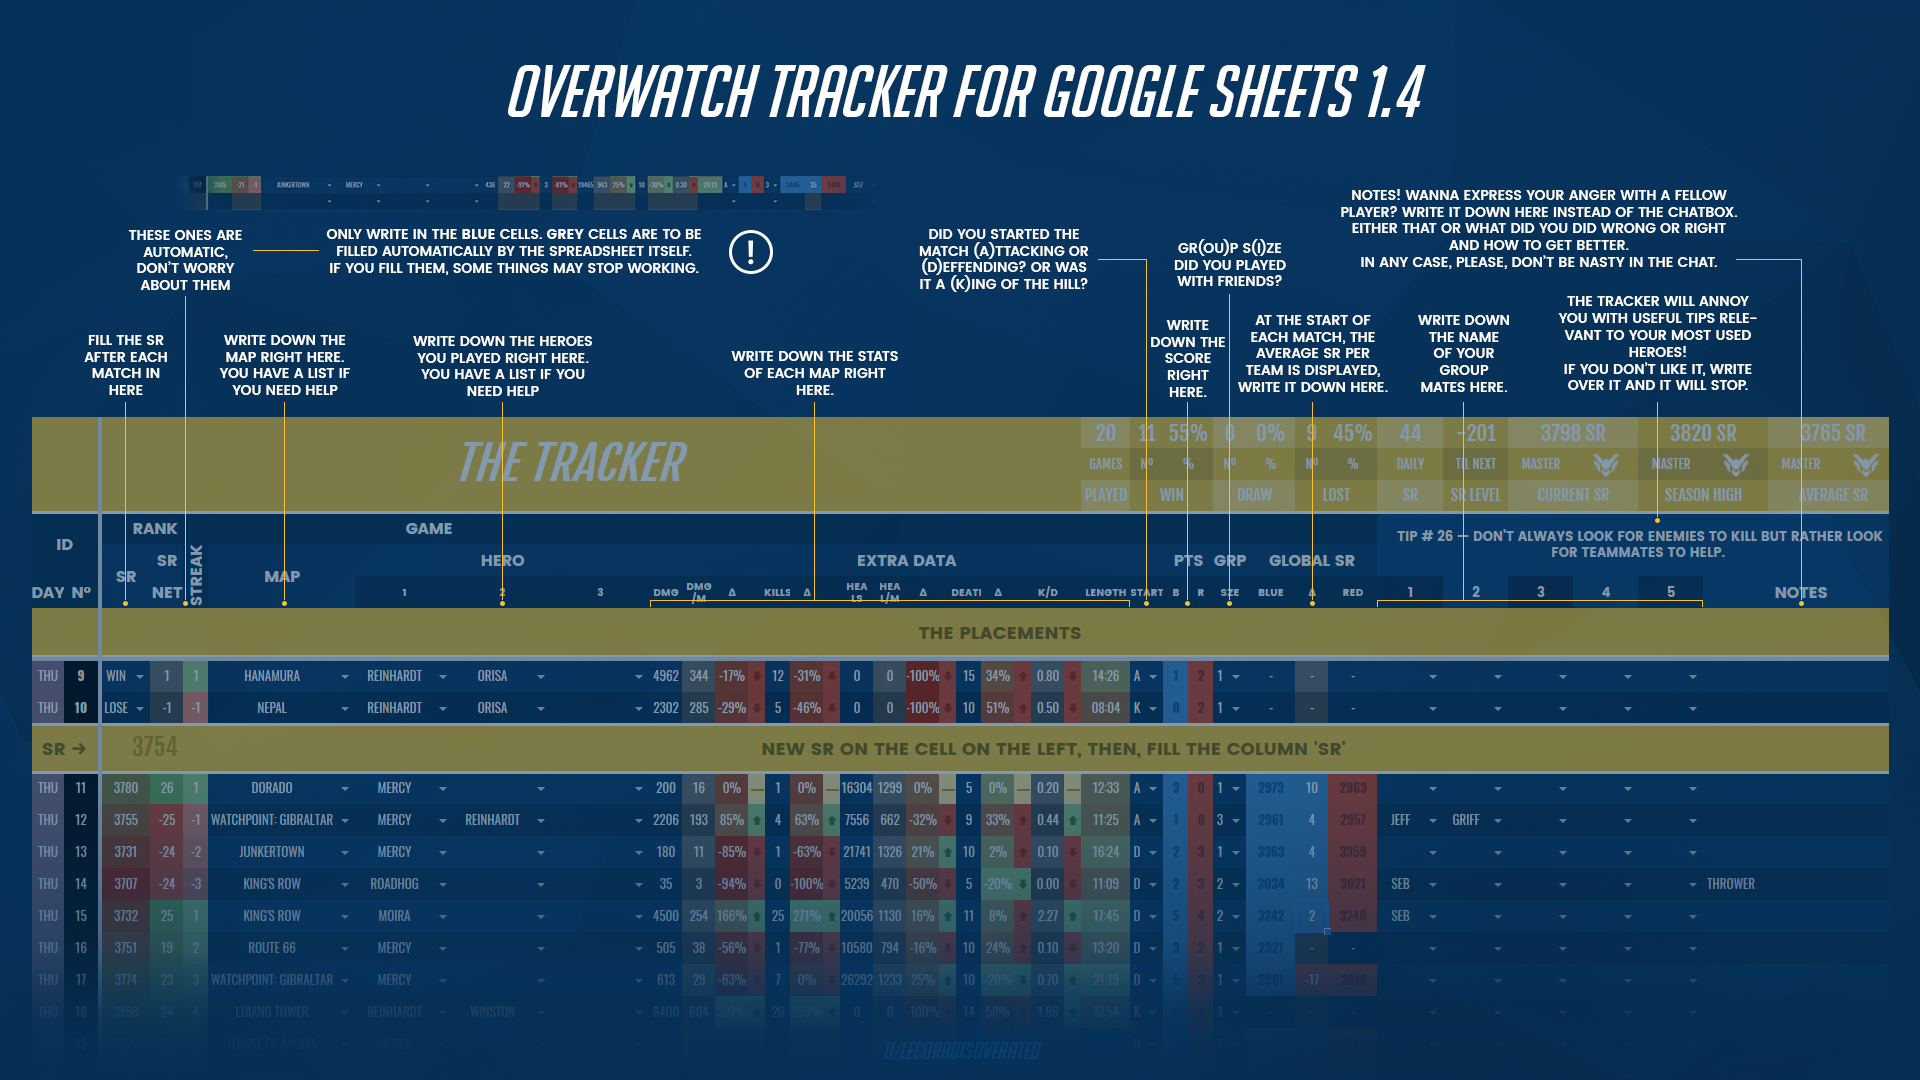 OVERWATCH TRACKER FOR GOOGLE SHEETS 1.4
177 3105 -21 -1 JUNKERTOWN MERCY 436 22 -91% 3 -81% 19465 963 25% 10 -30% 0.30 20:13 A 5 3 3446 35
THESE ONES ARE
AUTOMATIC,
DON'T WORRY
ABOUT THEM
ONLY WRITE IN THE BLUE CELLS. GREY CELLS ARE TO BE
FILLED AUTOMATICALLY BY THE SPREADSHEET ITSELF.
IF YOU FILL THEM, SOME THINGS MAY STOP WORKING.
!
DID YOU STARTED THE
MATCH (A)TTACKING OR
(D)EFFENDING? OR WAS
IT A (K)ING OF THE HILL?
GR(OU)P S(I)ZE
DID YOU PLAYED
WITH FRIENDS?
NOTES! WANNA EXPRESS YOUR ANGER WITH A FELLOW
PLAYER? WRITE IT DOWN HERE INSTEAD OF THE CHATBOX.
EITHER THAT OR WHAT DID YOU DID WRONG OR RIGHT
AND HOW TO GET BETTER.
IN ANY CASE, PLEASE, DON'T BE NASTY IN THE CHAT.
FILL THE SR
AFTER EACH
MATCH IN
HERE
WRITE DOWN THE
MAP RIGHT HERE.
YOU HAVE A LIST IF
YOU NEED HELP
WRITE DOWN THE HEROES
YOU PLAYED RIGHT HERE.
YOU HAVE A LIST IF YOU
NEED HELP
WRITE DOWN THE STATS
OF EACH MAP RIGHT
HERE.
WRITE
DOWN THE
SCORE
RIGHT
HERE.
AT THE START OF
EACH MATCH, THE
AVERAGE SR PER
TEAM IS DISPLAYED,
WRITE IT DOWN HERE.
WRITE DOWN
THE NAME
OF YOUR
GROUP
MATES HERE.
THE TRACKER WILL ANNOY
YOU WITH USEFUL TIPS RELE-
VANT TO YOUR MOST USED
HEROES!
IF YOU DON'T LIKE IT, WRITE
OVER IT AND IT WILL STOP.
THE TRACKER
20 11 55% 0 0% 9 45% 44 -201 3798 SR 3820 SR 3765 SR
GAMES Nº % Nº % Nº % DAILY TIL NEXT MASTER MASTER MASTER
PLAYED WIN DRAW LOST SR SR LEVEL CURRENT SR SEASON HIGH AVERAGE SR
ID RANK GAME
TIP # 26 — DON'T ALWAYS LOOK FOR ENEMIES TO KILL BUT RATHER LOOK
FOR TEAMMATES TO HELP.
SR HERO EXTRA DATA PTS GRP GLOBAL SR
DAY Nº SR NET STREAK MAP 1 2 3 DMG DMG/M Δ KILLS Δ HEALS HEAL/M Δ DEATI Δ K/D LENGTH START B R SZE BLUE Δ RED 1 2 3 4 5 NOTES
THE PLACEMENTS
THU 9 WIN 1 1 HANAMURA REINHARDT ORISA 4962 344 -17% 12 -31% 0 0 -100% 15 34% 0.80 14:26 A 1 2 1 - - -
THU 10 LOSE -1 -1 NEPAL REINHARDT ORISA 2302 285 -29% 5 -46% 0 0 -100% 10 51% 0.50 08:04 K 0 2 1 - - -
SR → 3754 NEW SR ON THE CELL ON THE LEFT, THEN, FILL THE COLUMN 'SR'
THU 11 3780 26 1 DORADO MERCY 200 16 0% — 1 0% — 16304 1299 0% — 5 0% — 0.20 — 12:33 A 3 0 1 2973 10 2963
THU 12 3755 -25 -1 WATCHPOINT: GIBRALTAR MERCY REINHARDT 2206 193 85% 4 63% 7556 662 -32% 9 33% 0.44 11:25 A 1 0 3 2961 4 2957 JEFF GRIFF
THU 13 3731 -24 -2 JUNKERTOWN MERCY 180 11 -85% 1 -63% 21741 1326 21% 10 2% 0.10 16:24 D 2 3 1 3363 4 3359
THU 14 3707 -24 -3 KING'S ROW ROADHOG 35 3 -94% 0 -100% 5239 470 -50% 5 -20% 0.00 11:09 D 2 3 2 3034 13 3021 SEB THROWER
THU 15 3732 25 1 KING'S ROW MOIRA 4500 254 166% 25 271% 20056 1130 16% 11 8% 2.27 17:45 D 5 4 2 3242 2 3240 SEB
THU 16 3751 19 2 ROUTE 66 MERCY 505 38 -56% 1 -77% 10580 794 -16% 10 24% 0.10 13:20 D 3 2 1 2821 - -
THU 17 3774 23 3 WATCHPOINT: GIBRALTAR MERCY 613 29 -63% 7 0% 26292 1233 25% 10 -20% 0.70 21:19 D 1 -17
THU 18 3798 24 4 LIJIANG TOWER REINHARDT WINSTON 8400 604 26 0 0 -100% 14 58% 1.86 13:54 K 1
U/LECORBUISOVERATED